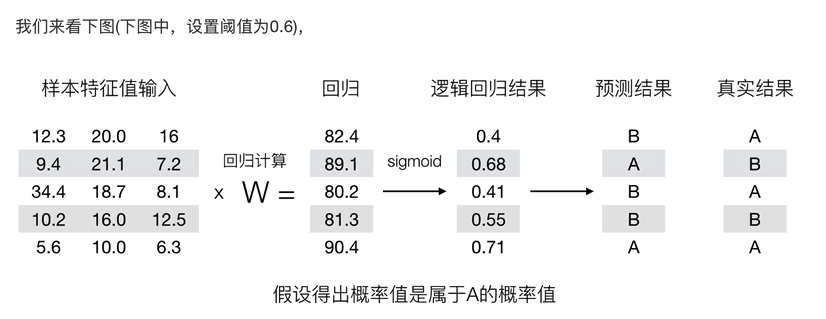 我们来看下图(下图中，设置阈值为0.6)，
样本特征值输入 回归 逻辑回归结果 预测结果 真实结果
12.3 20.0 16 82.4 0.4 B A
9.4 21.1 7.2 回归计算 89.1 sigmoid 0.68 A B
34.4 18.7 8.1 x W = 80.2 0.41 B A
10.2 16.0 12.5 81.3 0.55 B B
5.6 10.0 6.3 90.4 0.71 A A
假设得出概率值是属于A的概率值